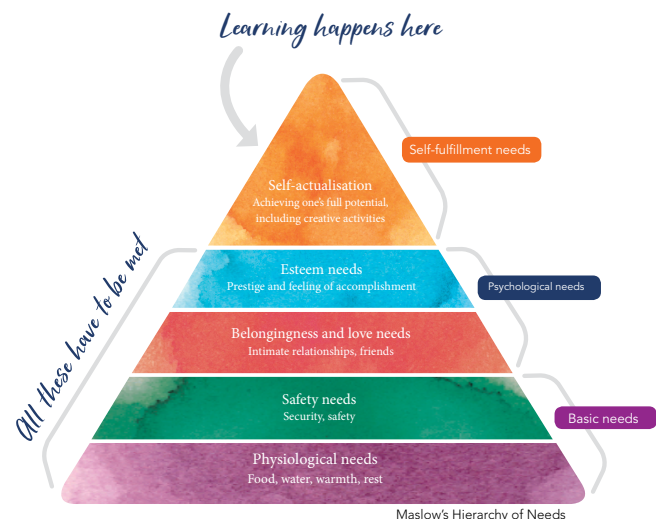 Learning happens here
Self-fulfillment needs
Self-actualisation
Achieving one's full potential,
including creative activities
All these have to be met
Esteem needs
Prestige and feeling of accomplishment
Psychological needs
Belongingness and love needs
Intimate relationships, friends
Safety needs
Security, safety
Basic needs
Physiological needs
Food, water, warmth, rest
Maslow's Hierarchy of Needs